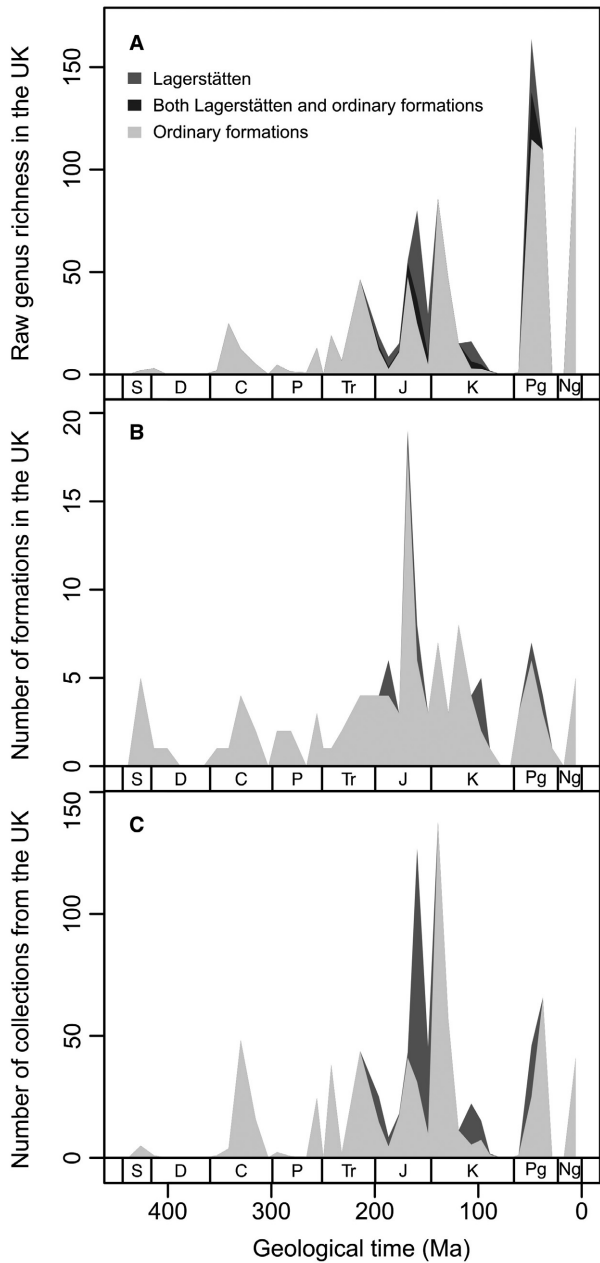 Raw genus richness in the UK
150
100
50
0
A
Lagerstätten
Both Lagerstätten and ordinary formations
Ordinary formations
S D C P Tr J K Pg Ng
Number of formations in the UK
20
15
10
5
0
B
S D C P Tr J K Pg Ng
Number of collections from the UK
150
100
50
0
C
S D C P Tr J K Pg Ng
400 300 200 100 0
Geological time (Ma)